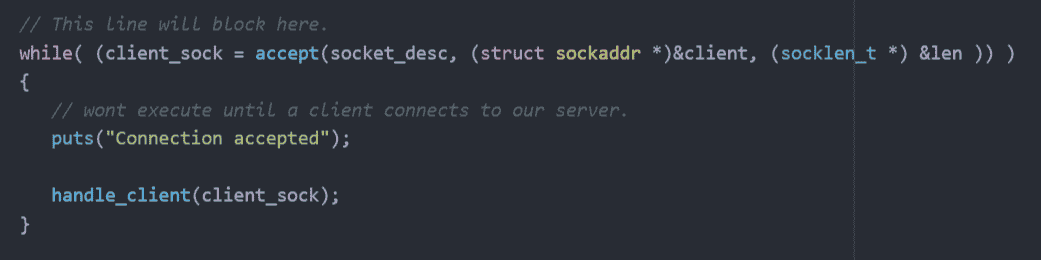 // This line will block here.
while( (client_sock = accept(socket_desc, (struct sockaddr *)&client, (socklen_t *) &len )) )
{
// wont execute until a client connects to our server.
puts("Connection accepted");
handle_client(client_sock);
}